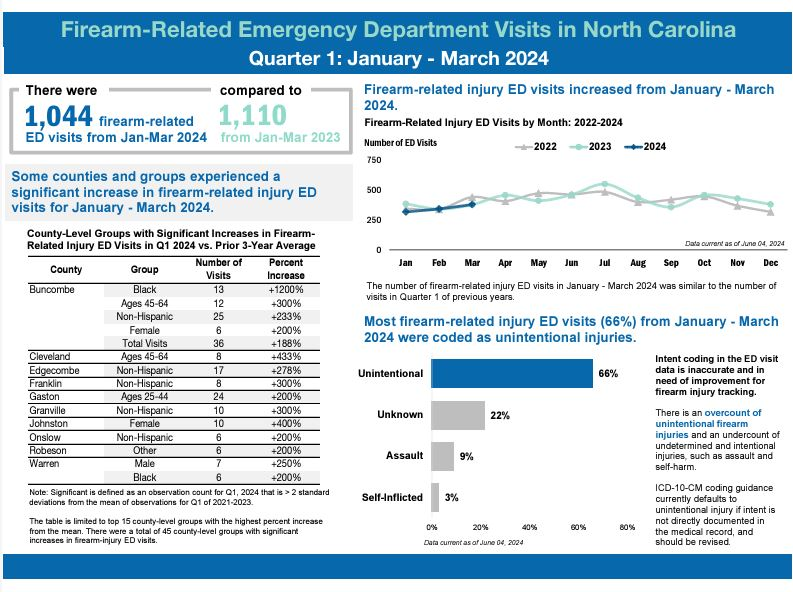 Firearm-Related Emergency Department Visits in North Carolina
Quarter 1: January - March 2024
There were
1,044 firearm-related
ED visits from Jan-Mar 2024
compared to
1,110
from Jan-Mar 2023
Some counties and groups experienced a
significant increase in firearm-related injury ED
visits for January - March 2024.
County-Level Groups with Significant Increases in Firearm-
Related Injury ED Visits in Q1 2024 vs. Prior 3-Year Average
County Group Number of Visits Percent Increase
Buncombe Black 13 +1200%
Ages 45-64 12 +300%
Non-Hispanic 25 +233%
Female 6 +200%
Total Visits 36 +188%
Cleveland Ages 45-64 8 +433%
Edgecombe Non-Hispanic 17 +278%
Franklin Non-Hispanic 8 +300%
Gaston Ages 25-44 24 +200%
Granville Non-Hispanic 10 +300%
Johnston Female 10 +400%
Onslow Non-Hispanic 6 +200%
Robeson Other 6 +200%
Warren Male 7 +250%
Black 6 +200%
Note: Significant is defined as an observation count for Q1, 2024 that is > 2 standard
deviations from the mean of observations for Q1 of 2021-2023.
The table is limited to top 15 county-level groups with the highest percent increase
from the mean. There were a total of 45 county-level groups with significant
increases in firearm-injury ED visits.
Firearm-related injury ED visits increased from January - March
2024.
Firearm-Related Injury ED Visits by Month: 2022-2024
Number of ED Visits
2022 2023 2024
750
500
250
0
Data current as of June 04, 2024
Jan Feb Mar Apr May Jun Jul Aug Sep Oct Nov Dec
The number of firearm-related injury ED visits in January - March 2024 was similar to the number of
visits in Quarter 1 of previous years.
Most firearm-related injury ED visits (66%) from January - March
2024 were coded as unintentional injuries.
Unintentional 66%
Unknown 22%
Assault 9%
Self-Inflicted 3%
0% 20% 40% 60% 80%
Data current as of June 04, 2024
Intent coding in the ED visit
data is inaccurate and in
need of improvement for
firearm injury tracking.
There is an overcount of
unintentional firearm
injuries and an undercount of
undetermined and intentional
injuries, such as assault and
self-harm.
ICD-10-CM coding guidance
currently defaults to
unintentional injury if intent is
not directly documented in
the medical record, and
should be revised.